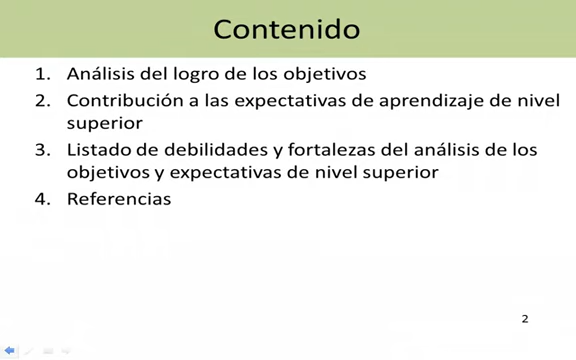 Contenido
1. Análisis del logro de los objetivos
2. Contribución a las expectativas de aprendizaje de nivel
superior
3. Listado de debilidades y fortalezas del análisis de los
objetivos y expectativas de nivel superior
4. Referencias
2